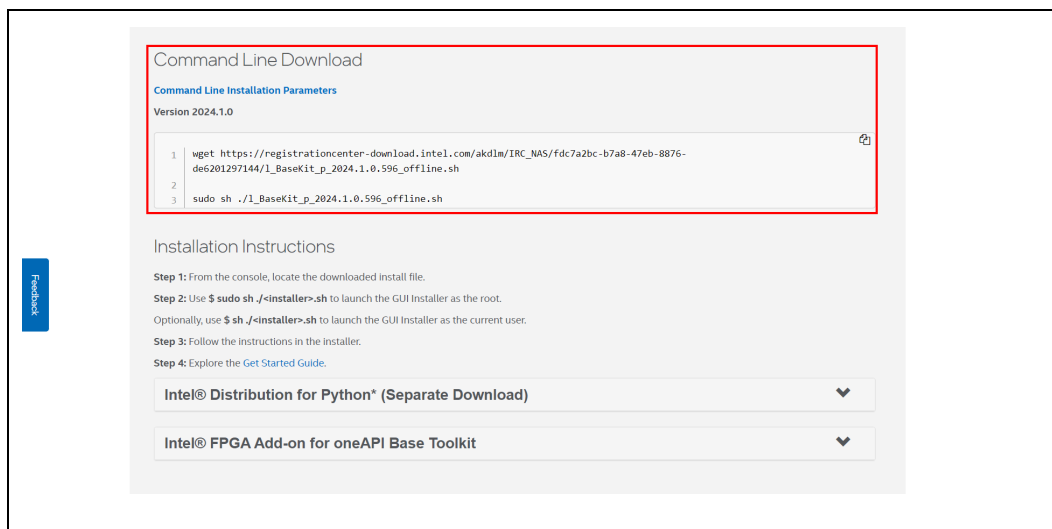 Command Line Download
Command Line Installation Parameters
Version 2024.1.0
1 wget https://registrationcenter-download.intel.com/akdlm/IRC_NAS/fdc7a2bc-b7a8-47eb-8876-
de6201297144/l_BaseKit_p_2024.1.0.596_offline.sh
2
3 sudo sh ./l_BaseKit_p_2024.1.0.596_offline.sh
Installation Instructions
Step 1: From the console, locate the downloaded install file.
Step 2: Use $ sudo sh ./<installer>.sh to launch the GUI Installer as the root.
Optionally, use $ sh ./<installer>.sh to launch the GUI Installer as the current user.
Step 3: Follow the instructions in the installer.
Step 4: Explore the Get Started Guide.
Intel® Distribution for Python* (Separate Download)
Intel® FPGA Add-on for oneAPI Base Toolkit
Feedback